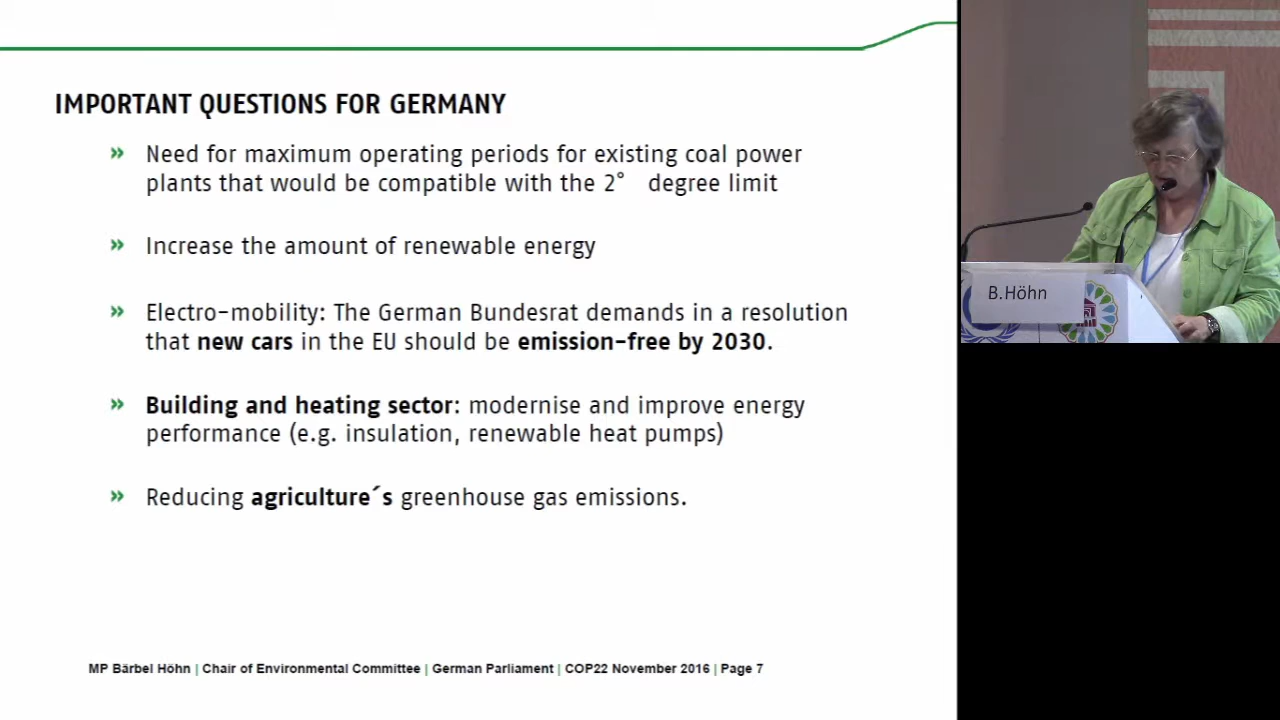 IMPORTANT QUESTIONS FOR GERMANY
» Need for maximum operating periods for existing coal power
plants that would be compatible with the 2° degree limit
» Increase the amount of renewable energy
» Electro-mobility: The German Bundesrat demands in a resolution
that new cars in the EU should be emission-free by 2030.
» Building and heating sector: modernise and improve energy
performance (e.g. insulation, renewable heat pumps)
» Reducing agriculture´s greenhouse gas emissions.
MP Bärbel Höhn | Chair of Environmental Committee | German Parliament | COP22 November 2016 | Page 7
B.Höhn